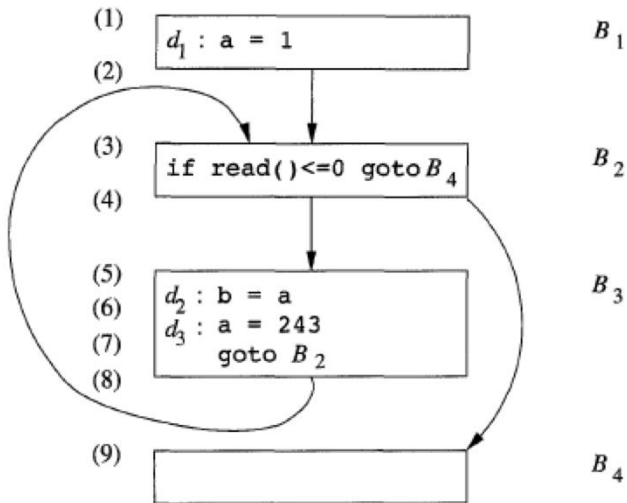 (1)
d1 : a = 1 B1
(2)
(3)
if read()<=0 goto B4 B2
(4)
(5)
d2 : b = a B3
(6)
d3 : a = 243
(7)
goto B2
(8)
(9)
B4